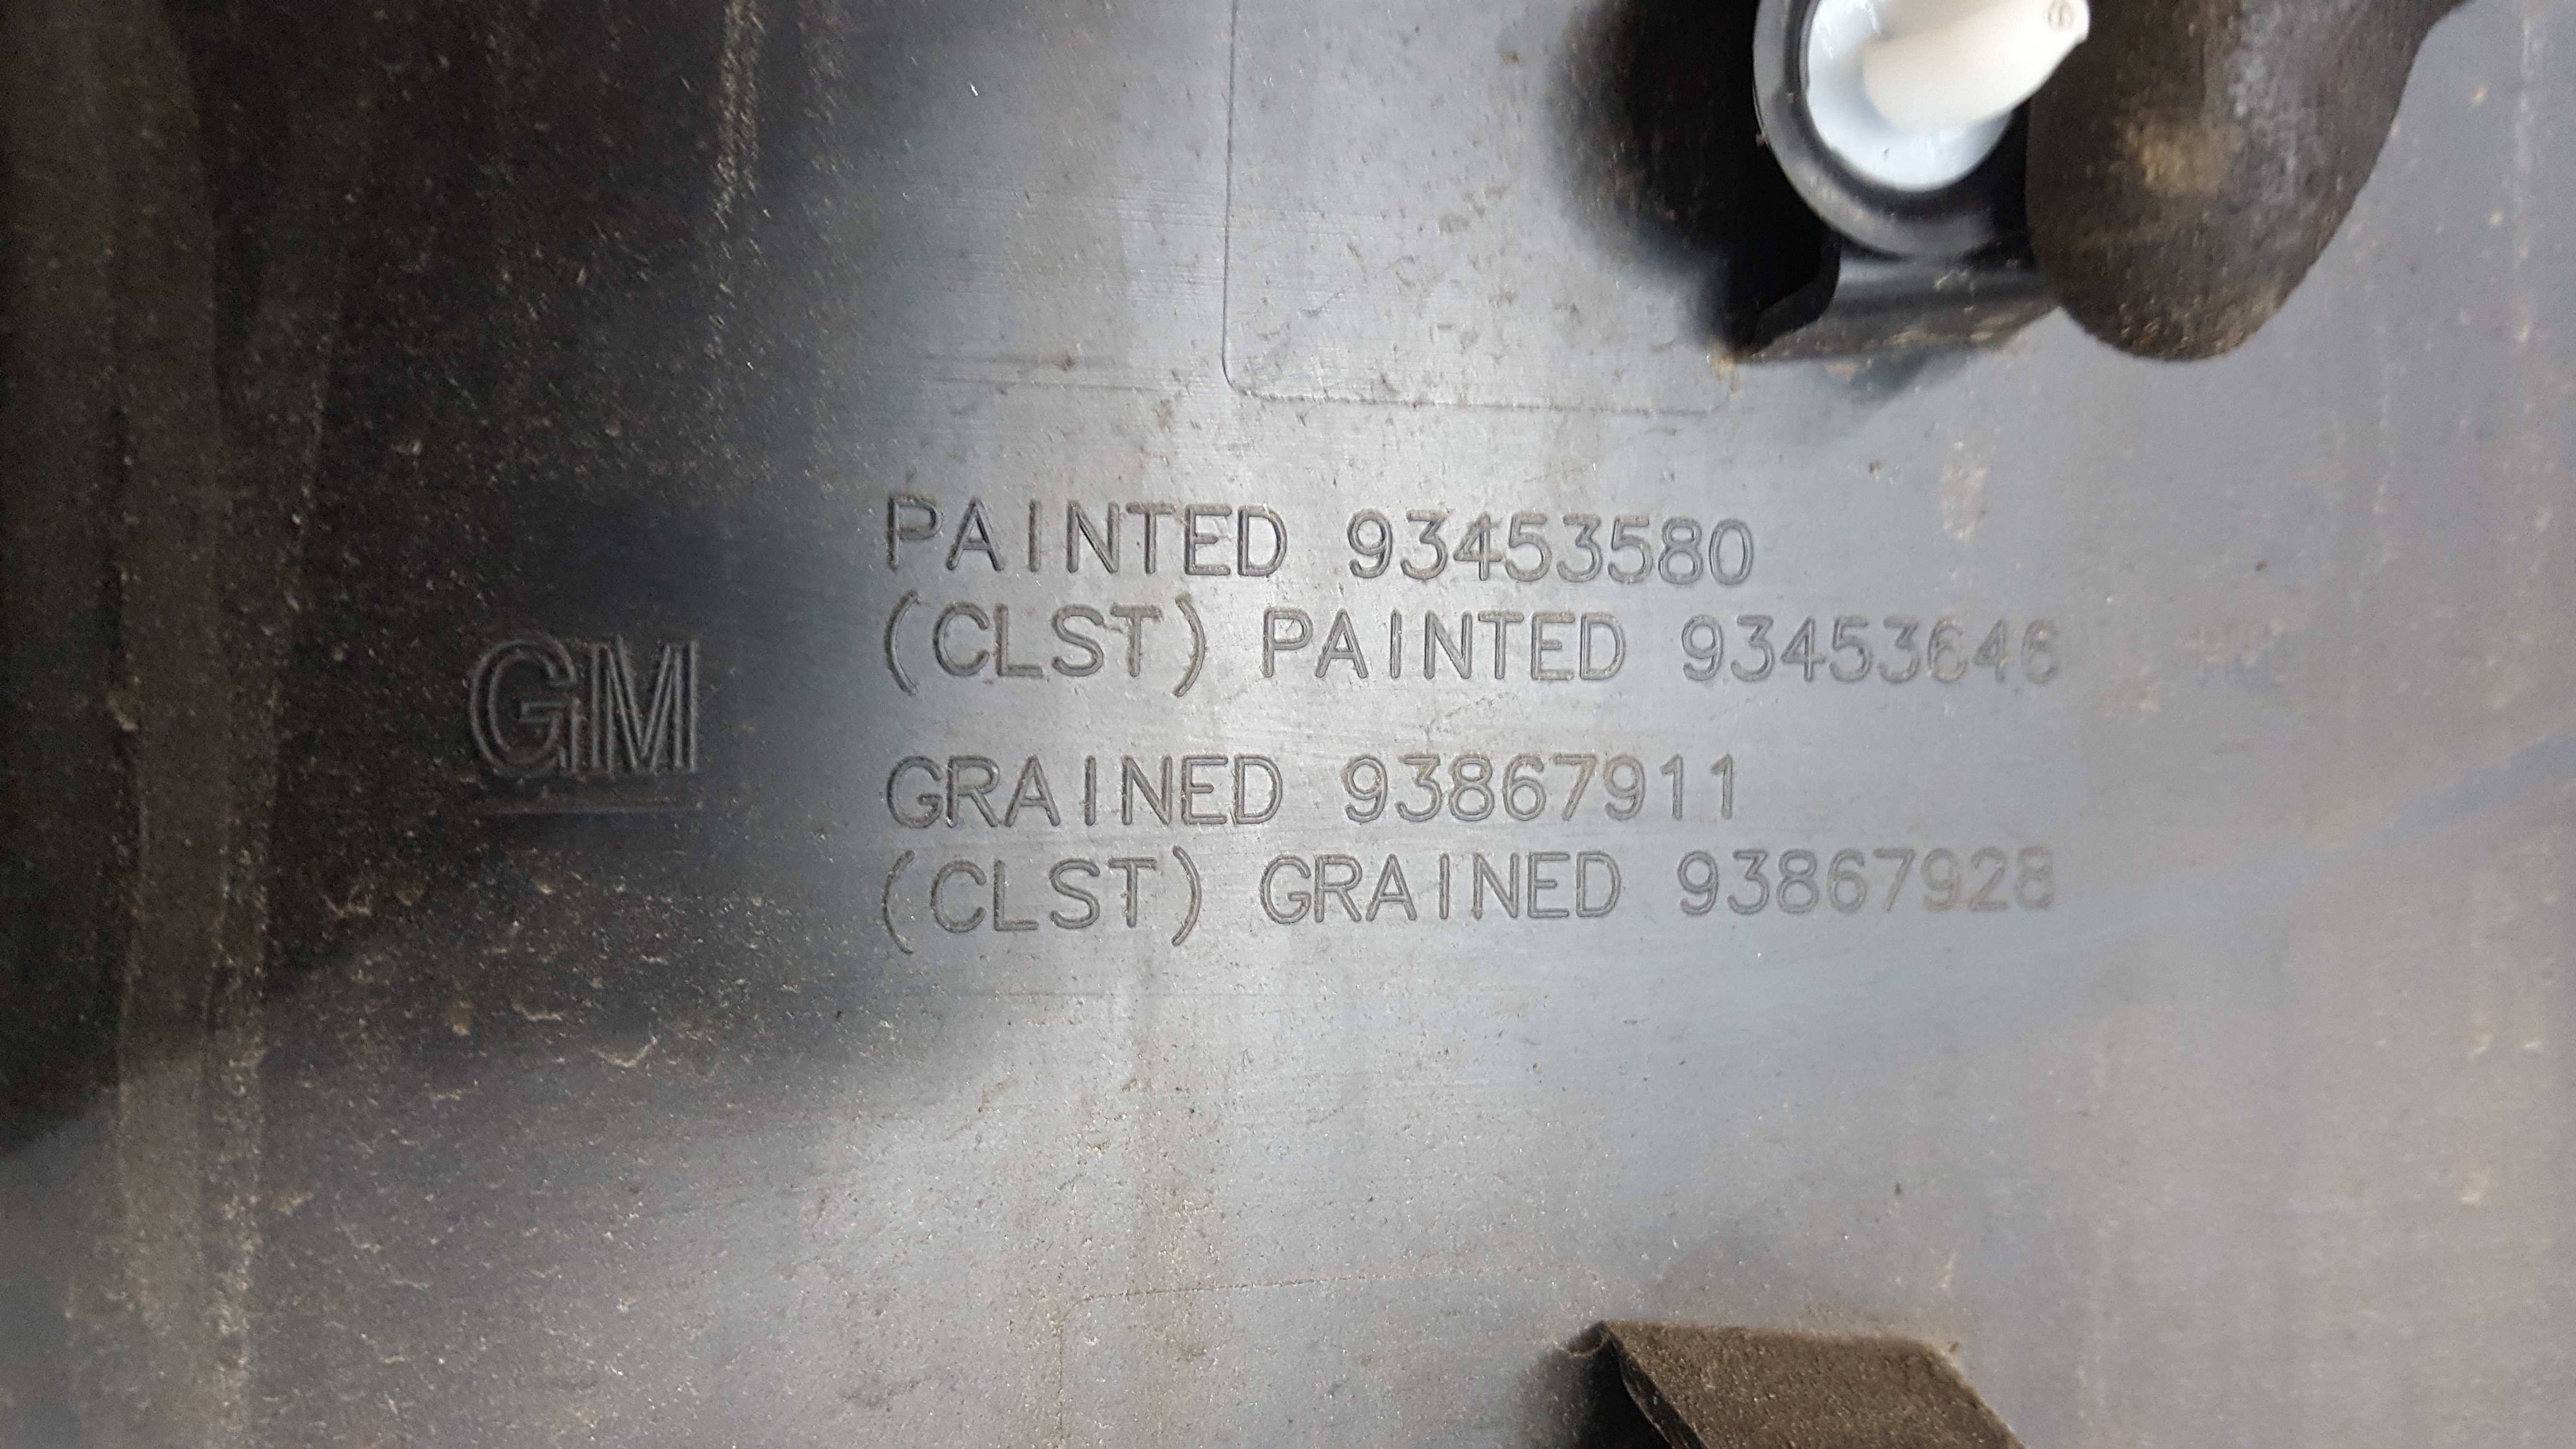 PAINTED 93453580
(CLST) PAINTED 93453646
GM
GRAINED 93867911
(CLST) GRAINED 93867928